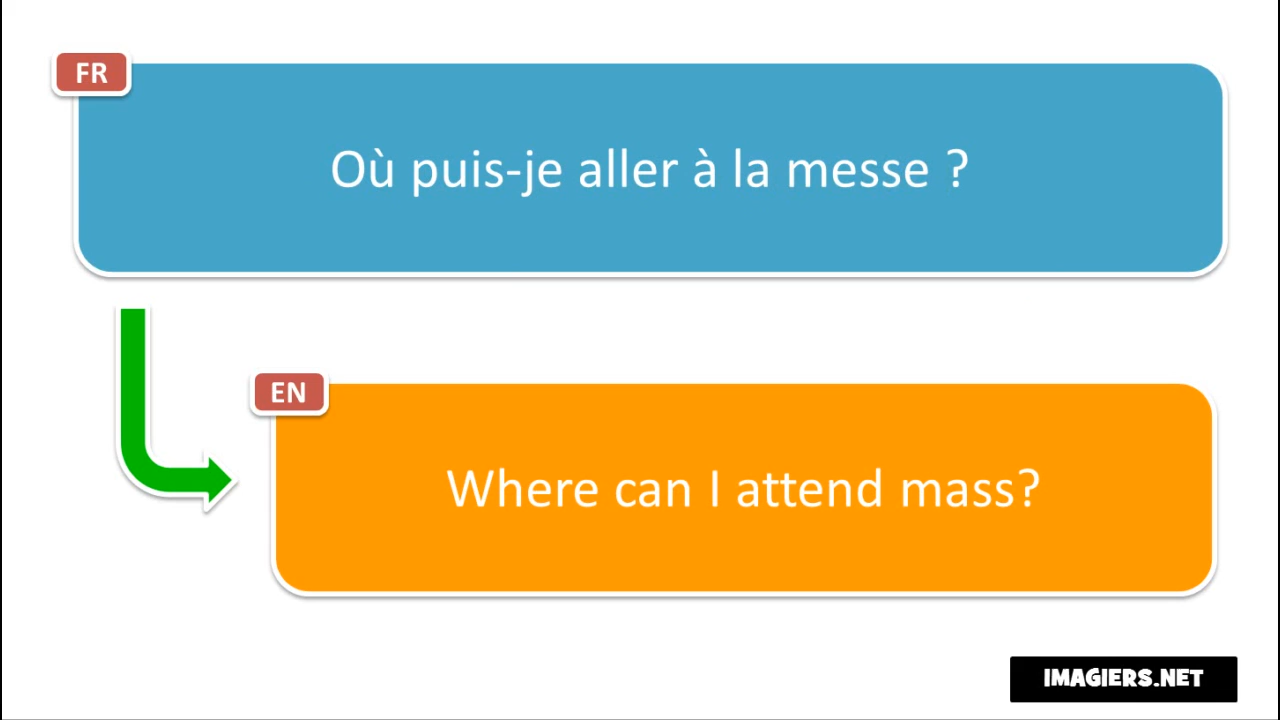 FR
Où puis-je aller à la messe ?
EN
Where can I attend mass?
IMAGIERS.NET